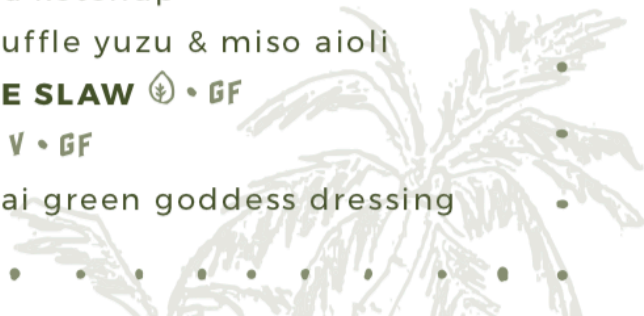 uffle yuzu & miso aioli
E SLAW • GF
V • GF
ai green goddess dressing